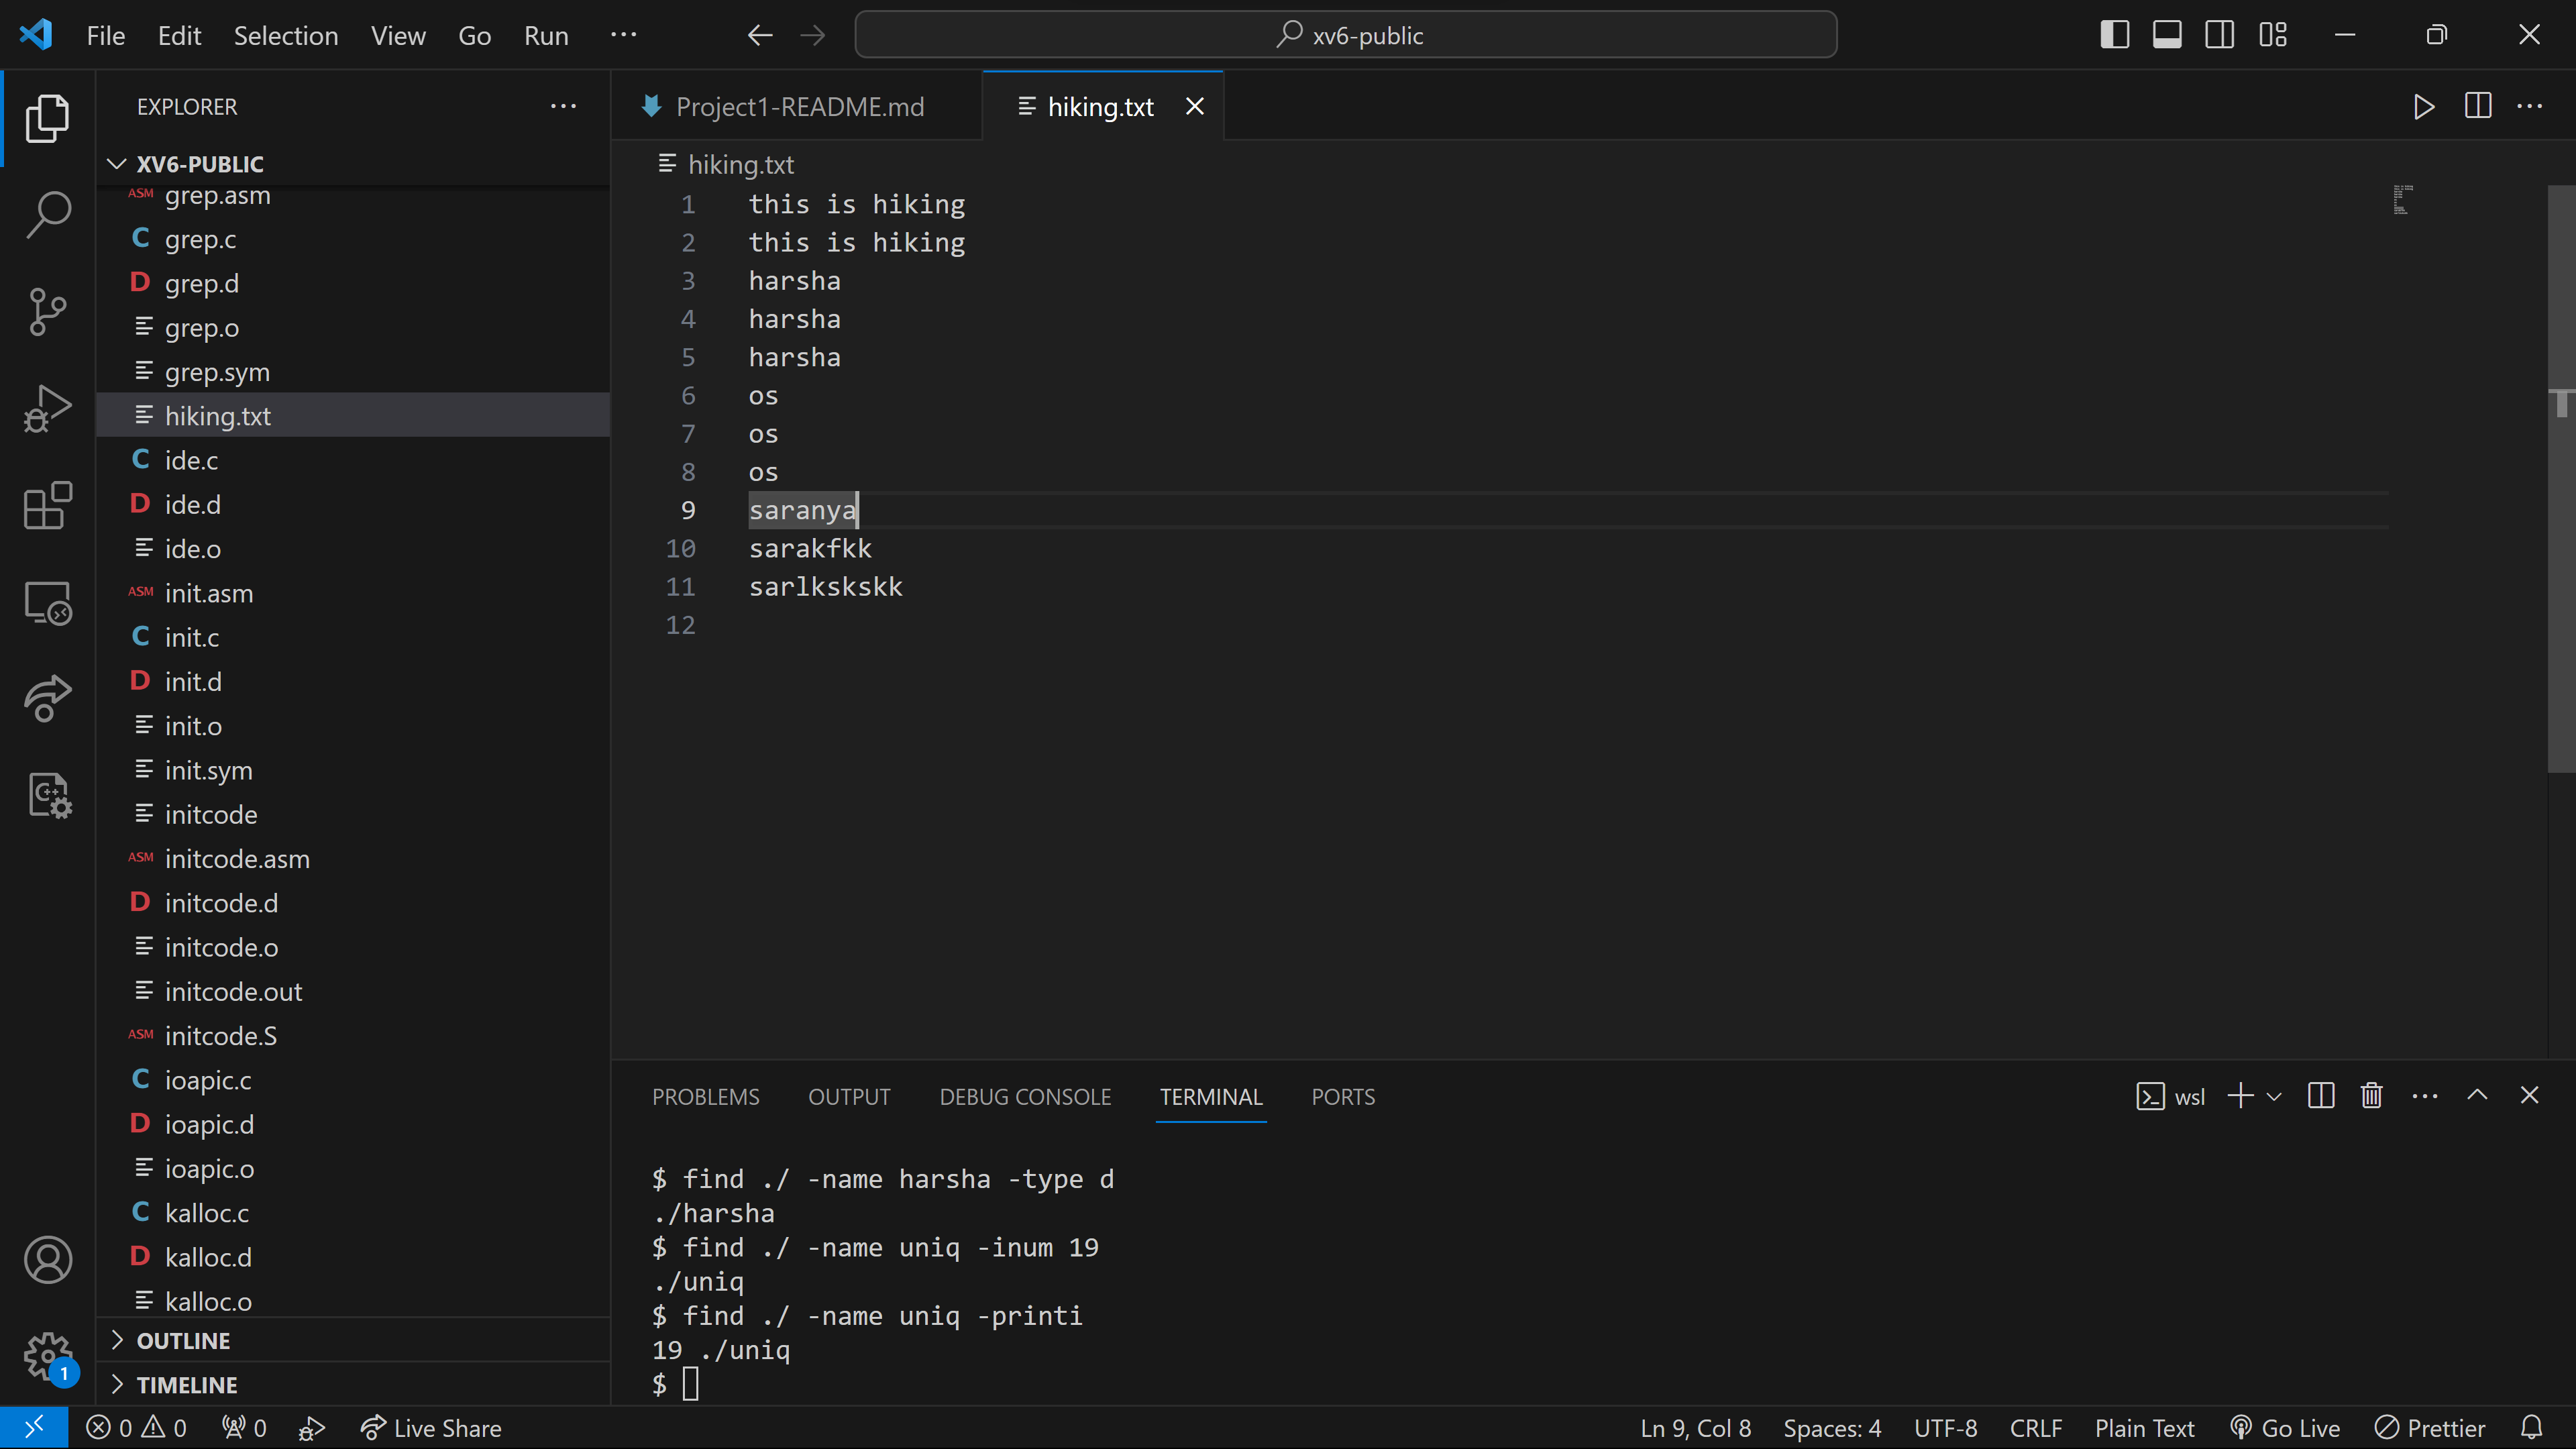 File Edit Selection View Go Run ··· xv6-public
EXPLORER ···
XV6-PUBLIC
ASM grep.asm
C grep.c
D grep.d
grep.o
grep.sym
hiking.txt
C ide.c
D ide.d
ide.o
ASM init.asm
C init.c
D init.d
init.o
init.sym
initcode
ASM initcode.asm
D initcode.d
initcode.o
initcode.out
ASM initcode.S
C ioapic.c
D ioapic.d
ioapic.o
C kalloc.c
D kalloc.d
kalloc.o
OUTLINE
TIMELINE
1
Project1-README.md hiking.txt
hiking.txt
1 this is hiking
2 this is hiking
3 harsha
4 harsha
5 harsha
6 os
7 os
8 os
9 saranya
10 sarakfkk
11 sarlkskskk
12
PROBLEMS OUTPUT DEBUG CONSOLE TERMINAL PORTS wsl
$ find ./ -name harsha -type d
./harsha
$ find ./ -name uniq -inum 19
./uniq
$ find ./ -name uniq -printi
19 ./uniq
$
0 0 0 Live Share Ln 9, Col 8 Spaces: 4 UTF-8 CRLF Plain Text Go Live Prettier